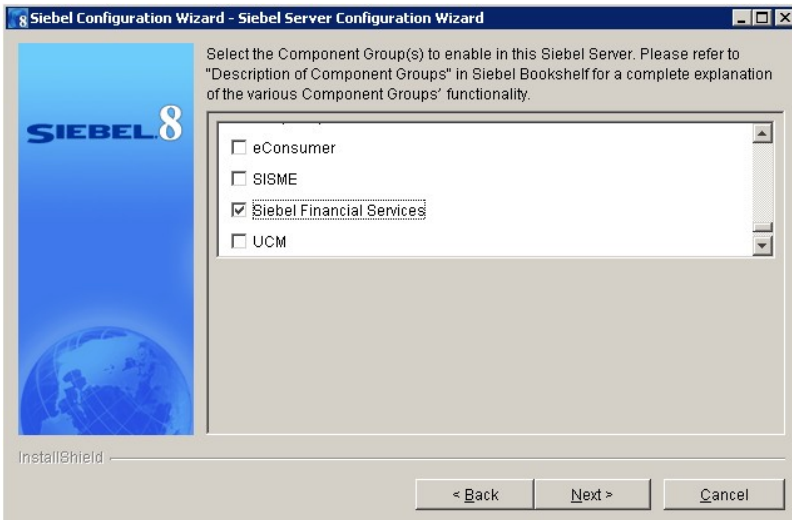 Siebel Configuration Wizard - Siebel Server Configuration Wizard
Select the Component Group(s) to enable in this Siebel Server. Please refer to
"Description of Component Groups" in Siebel Bookshelf for a complete explanation
of the various Component Groups' functionality.
SIEBEL.8
eConsumer
SISME
Siebel Financial Services
UCM
InstallShield
< Back
Next >
Cancel